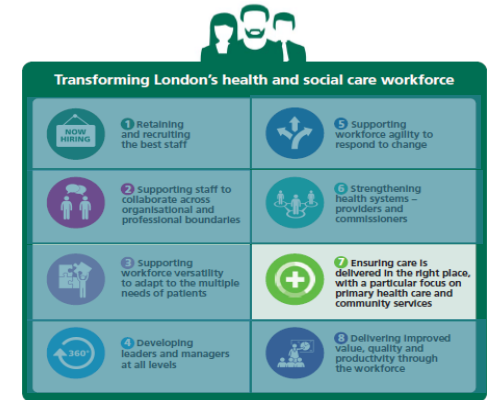 Transforming London's health and social care workforce
NOW
HIRING
1 Retaining
and recruiting
the best staff
2 Supporting staff to
collaborate across
organisational and
professional boundaries
3 Supporting
workforce versatility
to adapt to the multiple
needs of patients
360°
4 Developing
leaders and managers
at all levels
5 Supporting
workforce agility to
respond to change
6 Strengthening
health systems –
providers and
commissioners
7 Ensuring care is
delivered in the right place,
with a particular focus on
primary health care and
community services
8 Delivering improved
value, quality and
productivity through
the workforce